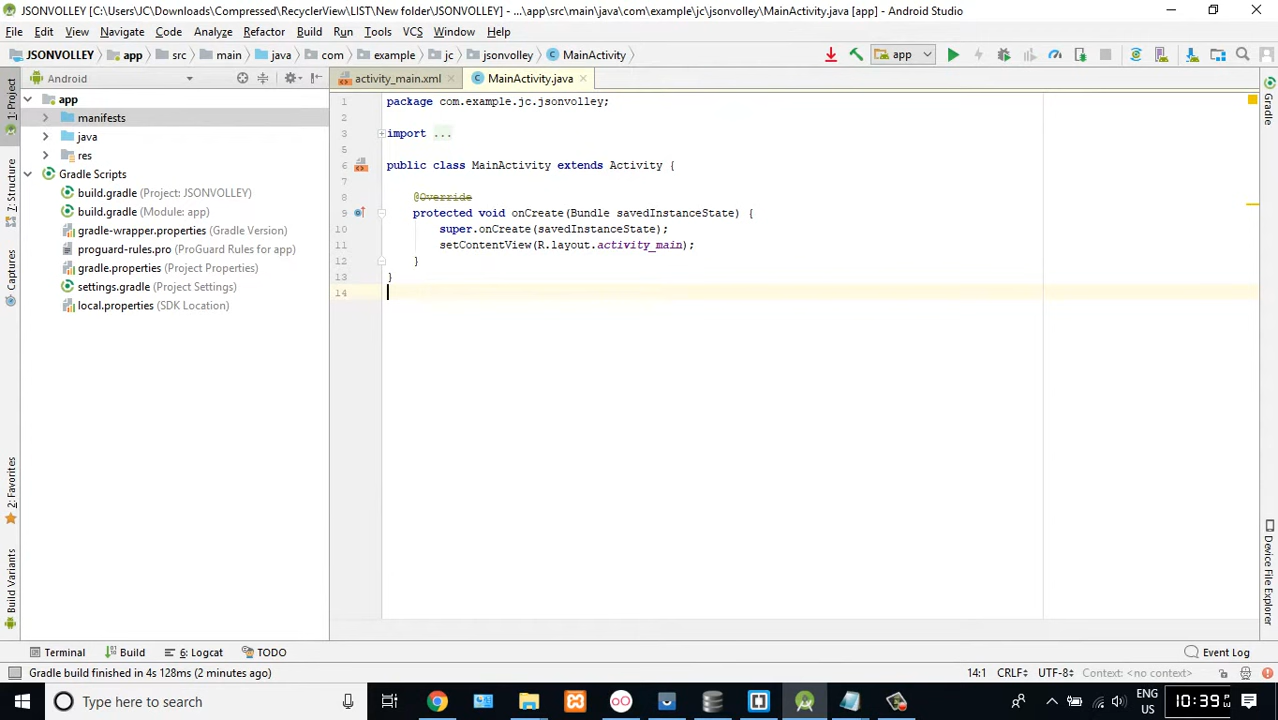 JSONVOLLEY [C:\Users\JC\Downloads\Compressed\RecyclerView\LIST\New folder\JSONVOLLEY] - ...\app\src\main\java\com\example\jc\jsonvolley\MainActivity.java [app] - Android Studio
File Edit View Navigate Code Analyze Refactor Build Run Tools VCS Window Help
JSONVOLLEY app src main java com example jc jsonvolley MainActivity app
Android activity_main.xml MainActivity.java
1: Project
Z: Structure
Captures
2: Favorites
Build Variants
app
manifests
java
res
Gradle Scripts
build.gradle (Project: JSONVOLLEY)
build.gradle (Module: app)
gradle-wrapper.properties (Gradle Version)
proguard-rules.pro (ProGuard Rules for app)
gradle.properties (Project Properties)
settings.gradle (Project Settings)
local.properties (SDK Location)
1 package com.example.jc.jsonvolley;
2
3 import ...
5
6 public class MainActivity extends Activity {
7
8 @Override
9 protected void onCreate(Bundle savedInstanceState) {
10 super.onCreate(savedInstanceState);
11 setContentView(R.layout.activity_main);
12 }
13 }
14
Gradle
Device File Explorer
Terminal Build 6: Logcat TODO Event Log
Gradle build finished in 4s 128ms (2 minutes ago) 14:1 CRLF UTF-8 Context: <no context>
Type here to search ENG US